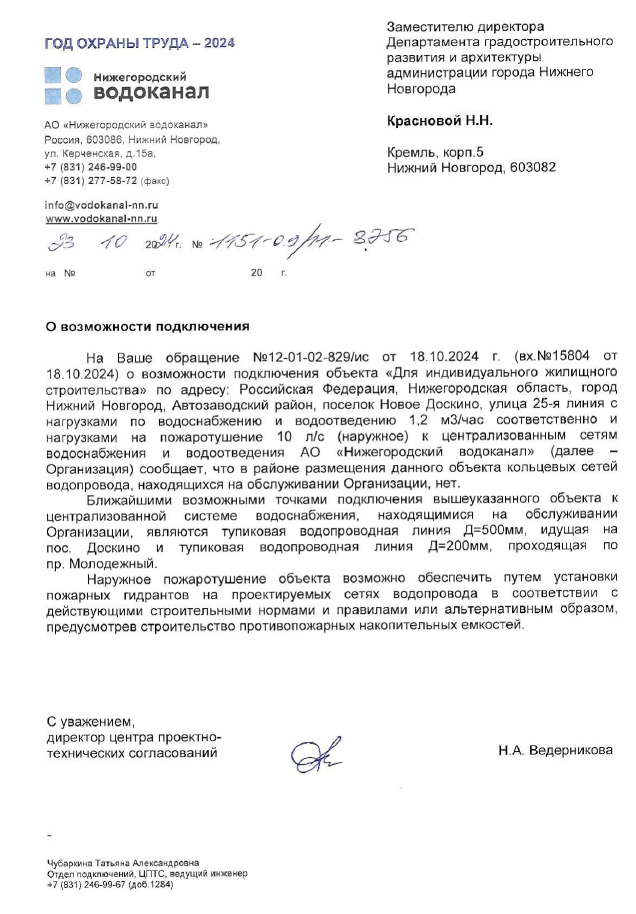 ГОД ОХРАНЫ ТРУДА – 2024
Нижегородский
водоканал
АО «Нижегородский водоканал»
Россия, 603086, Нижний Новгород,
ул. Керченская, д.15а,
+7 (831) 246-99-00
+7 (831) 277-58-72 (факс)
info@vodokanal-nn.ru
www.vodokanal-nn.ru
23 10 2024г. № 1151-09/11-3756
на № от 20 г.
Заместителю директора
Департамента градостроительного
развития и архитектуры
администрации города Нижнего
Новгорода
Красновой Н.Н.
Кремль, корп.5
Нижний Новгород, 603082
О возможности подключения
На Ваше обращение №12-01-02-829/ис от 18.10.2024 г. (вх.№15804 от
18.10.2024) о возможности подключения объекта «Для индивидуального жилищного
строительства» по адресу: Российская Федерация, Нижегородская область, город
Нижний Новгород, Автозаводский район, поселок Новое Доскино, улица 25-я линия с
нагрузками по водоснабжению и водоотведению 1,2 м3/час соответственно и
нагрузки на пожаротушение 10 л/с (наружное) к централизованным сетям
водоснабжения и водоотведения АО «Нижегородский водоканал» (далее –
Организация) сообщает, что в районе размещения данного объекта кольцевых сетей
водопровода, находящихся на обслуживании Организации, нет.
Ближайшими возможными точками подключения вышеуказанного объекта к
централизованной системе водоснабжения, находящимися на обслуживании
Организации, являются тупиковая водопроводная линия Д=500мм, идущая на
пос. Доскино и тупиковая водопроводная линия Д=200мм, проходящая по
пр. Молодежный.
Наружное пожаротушение объекта возможно обеспечить путем установки
пожарных гидрантов на проектируемых сетях водопровода в соответствии с
действующими строительными нормами и правилами или альтернативным образом,
предусмотрев строительство противопожарных накопительных емкостей.
С уважением,
директор центра проектно-
технических согласований
Н.А. Ведерникова
Чубаркина Татьяна Александровна
Отдел подключений, ЦПТС, ведущий инженер
+7 (831) 246-99-67 (доб.1284)